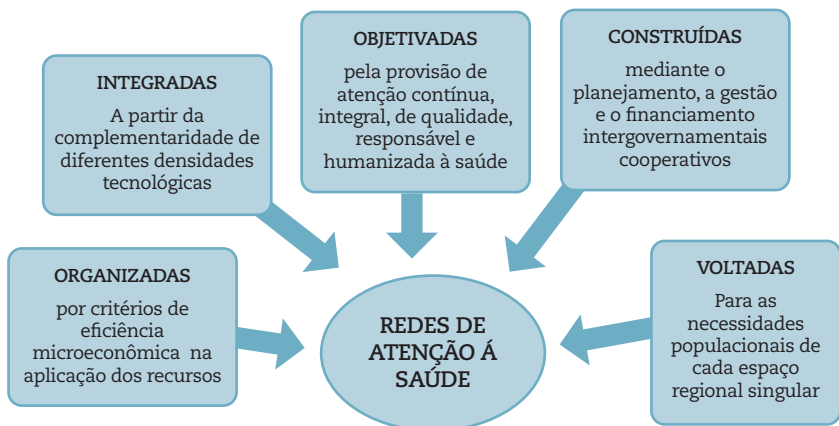 INTEGRADAS
A partir da
complementaridade de
diferentes densidades
tecnológicas
OBJETIVADAS
pela provisão de
atenção contínua,
integral, de qualidade,
responsável e
humanizada à saúde
CONSTRUÍDAS
mediante o
planejamento, a gestão
e o financiamento
intergovernamentais
cooperativos
ORGANIZADAS
por critérios de
eficiência
microeconômica na
aplicação dos recursos
REDES DE
ATENÇÃO Á
SAÚDE
VOLTADAS
Para as
necessidades
populacionais de
cada espaço
regional singular